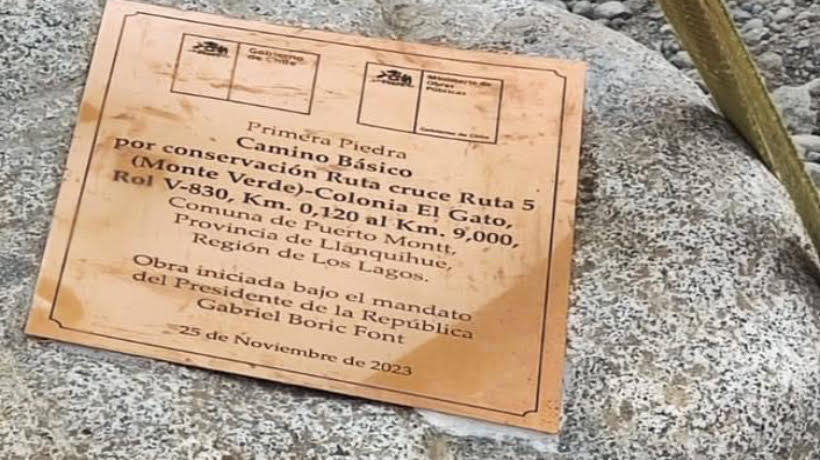 Gobierno
de Chile
Ministerio de
Obras
Públicas
Gobierno de Chile
Primera Piedra
Camino Básico
por conservación Ruta cruce Ruta 5
(Monte Verde)-Colonia El Gato,
Rol V-830, Km. 0,120 al Km. 9,000,
Comuna de Puerto Montt,
Provincia de Llanquihue,
Región de Los Lagos.
Obra iniciada bajo el mandato
del Presidente de la República
Gabriel Boric Font
25 de Noviembre de 2023